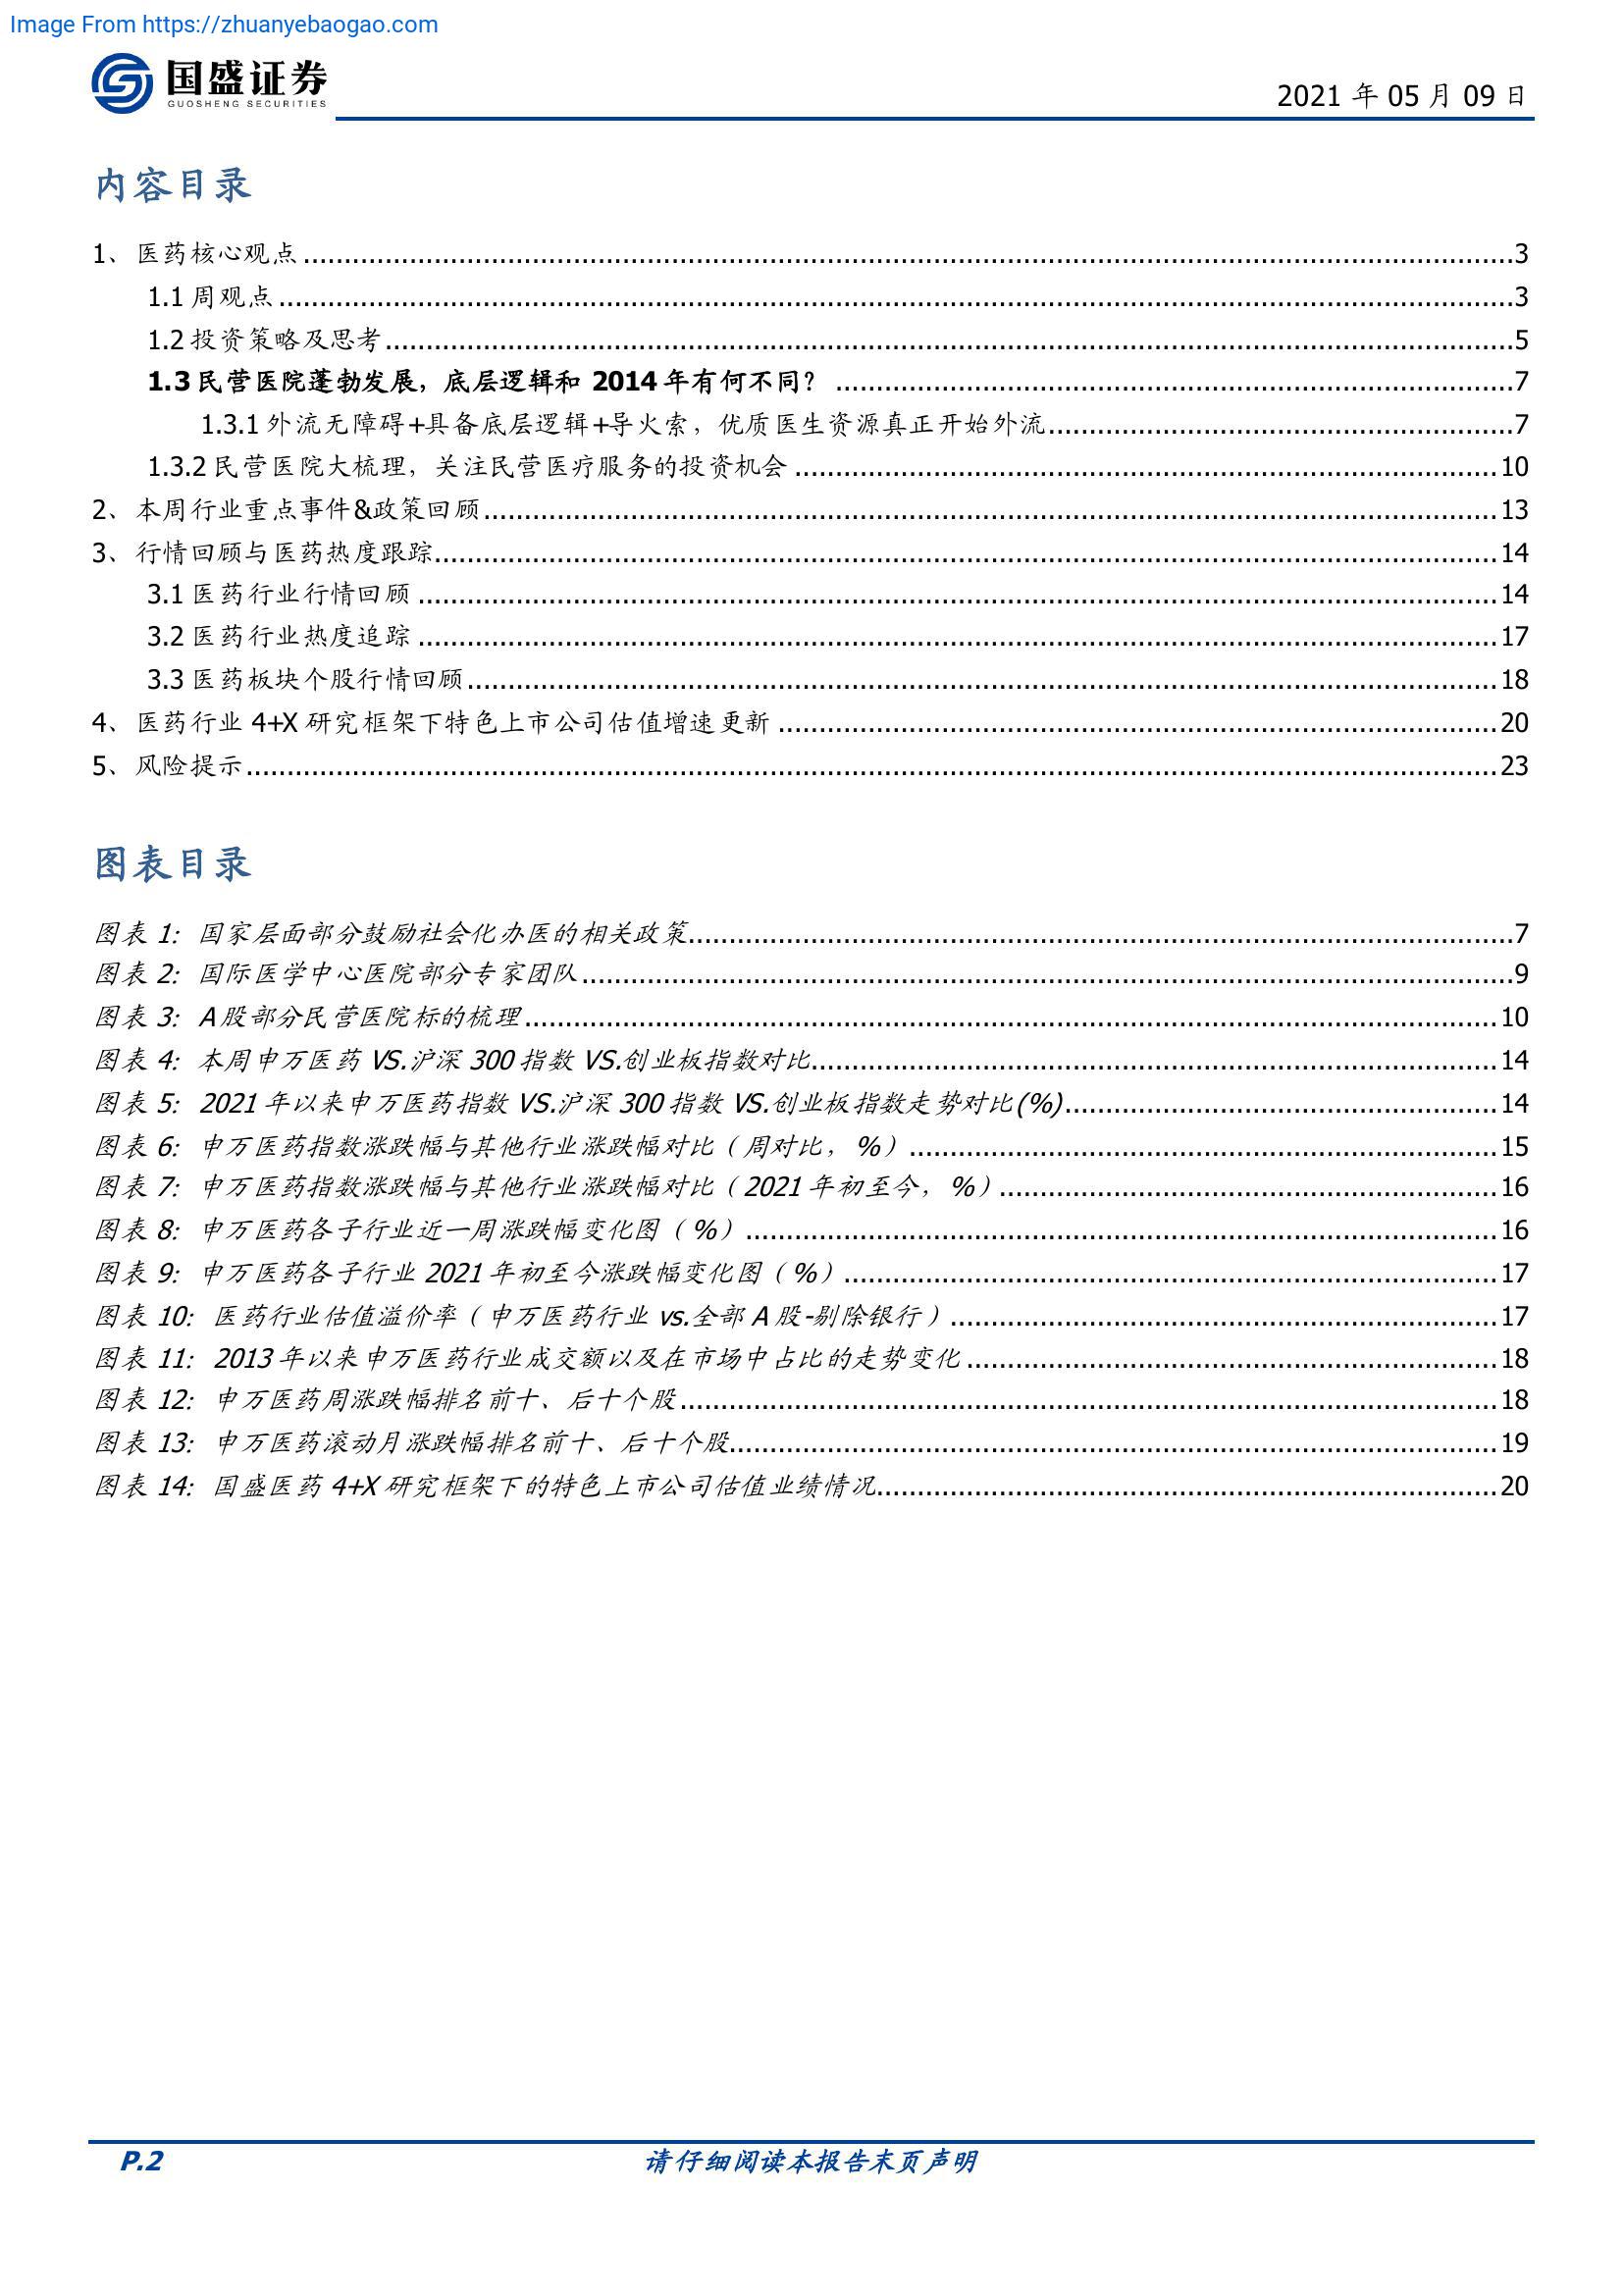 Image From https://zhuanyebaogao.com
国盛证券
GUOSHENG SECURITIES
2021 年 05 月 09 日
内容目录
1、医药核心观点 ........................................ 3
1.1 周观点 ........................................ 3
1.2 投资策略及思考 ........................................ 5
1.3 民营医院蓬勃发展，底层逻辑和 2014 年有何不同？ ........................................ 7
1.3.1 外流无障碍+具备底层逻辑+导火索，优质医生资源真正开始外流 ........................................ 7
1.3.2 民营医院大梳理，关注民营医疗服务的投资机会 ........................................ 10
2、本周行业重点事件&政策回顾 ........................................ 13
3、行情回顾与医药热度跟踪 ........................................ 14
3.1 医药行业行情回顾 ........................................ 14
3.2 医药行业热度追踪 ........................................ 17
3.3 医药板块个股行情回顾 ........................................ 18
4、医药行业 4+X 研究框架下特色上市公司估值增速更新 ........................................ 20
5、风险提示 ........................................ 23
图表目录
图表 1：国家层面部分鼓励社会化办医的相关政策 ........................................ 7
图表 2：国际医学中心医院部分专家团队 ........................................ 9
图表 3：A 股部分民营医院标的梳理 ........................................ 10
图表 4：本周申万医药 VS.沪深 300 指数 VS.创业板指数对比 ........................................ 14
图表 5：2021 年以来申万医药指数 VS.沪深 300 指数 VS.创业板指数走势对比(%) ........................................ 14
图表 6：申万医药指数涨跌幅与其他行业涨跌幅对比（周对比，%） ........................................ 15
图表 7：申万医药指数涨跌幅与其他行业涨跌幅对比（2021 年初至今，%） ........................................ 16
图表 8：申万医药各子行业近一周涨跌幅变化图（%） ........................................ 16
图表 9：申万医药各子行业 2021 年初至今涨跌幅变化图（%） ........................................ 17
图表 10：医药行业估值溢价率（申万医药行业 vs.全部 A 股-剔除银行） ........................................ 17
图表 11：2013 年以来申万医药行业成交额以及在市场中占比的走势变化 ........................................ 18
图表 12：申万医药周涨跌幅排名前十、后十个股 ........................................ 18
图表 13：申万医药滚动月涨跌幅排名前十、后十个股 ........................................ 19
图表 14：国盛医药 4+X 研究框架下的特色上市公司估值业绩情况 ........................................ 20
P.2
请仔细阅读本报告末页声明